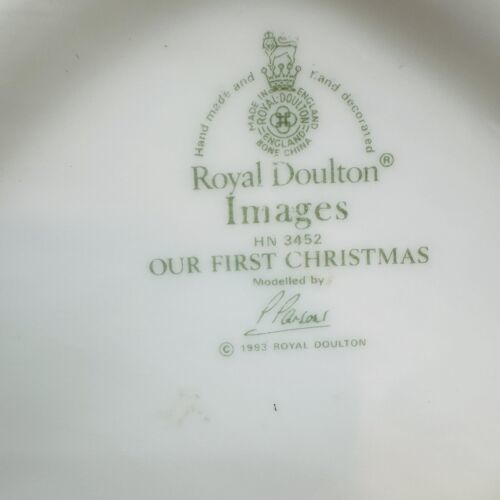 Hand made and Hand decorated
MADE IN ENGLAND
ROYAL·DOULTON
ENGLAND
BONE CHINA
Royal Doulton®
Images
HN 3452
OUR FIRST CHRISTMAS
Modelled by
P Parsons
© 1993 ROYAL DOULTON